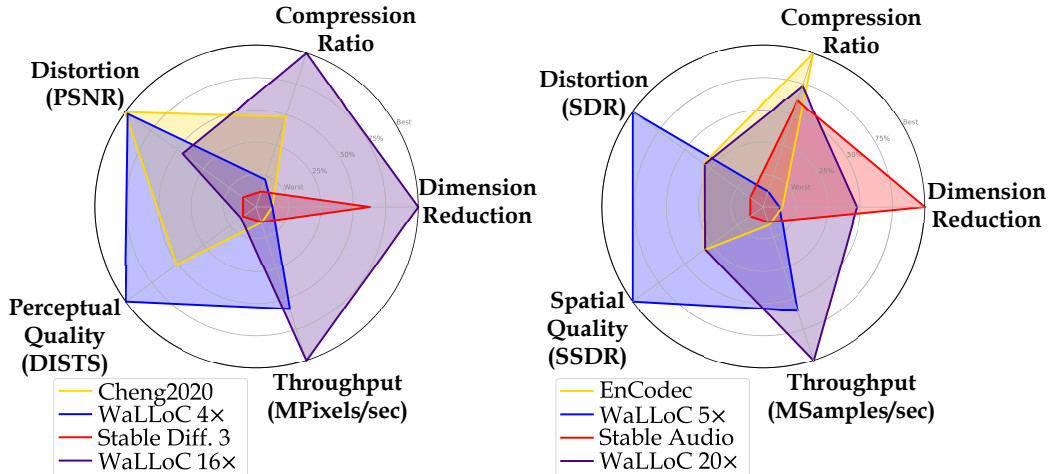 Compression
Ratio
Distortion
(PSNR)
Best
75%
50%
25%
Worst
Dimension
Reduction
Perceptual
Quality
(DISTS)
Throughput
(MPixels/sec)
Cheng2020
WaLLoC 4×
Stable Diff. 3
WaLLoC 16×
Compression
Ratio
Distortion
(SDR)
Best
75%
50%
25%
Worst
Dimension
Reduction
Spatial
Quality
(SSDR)
Throughput
(MSamples/sec)
EnCodec
WaLLoC 5×
Stable Audio
WaLLoC 20×